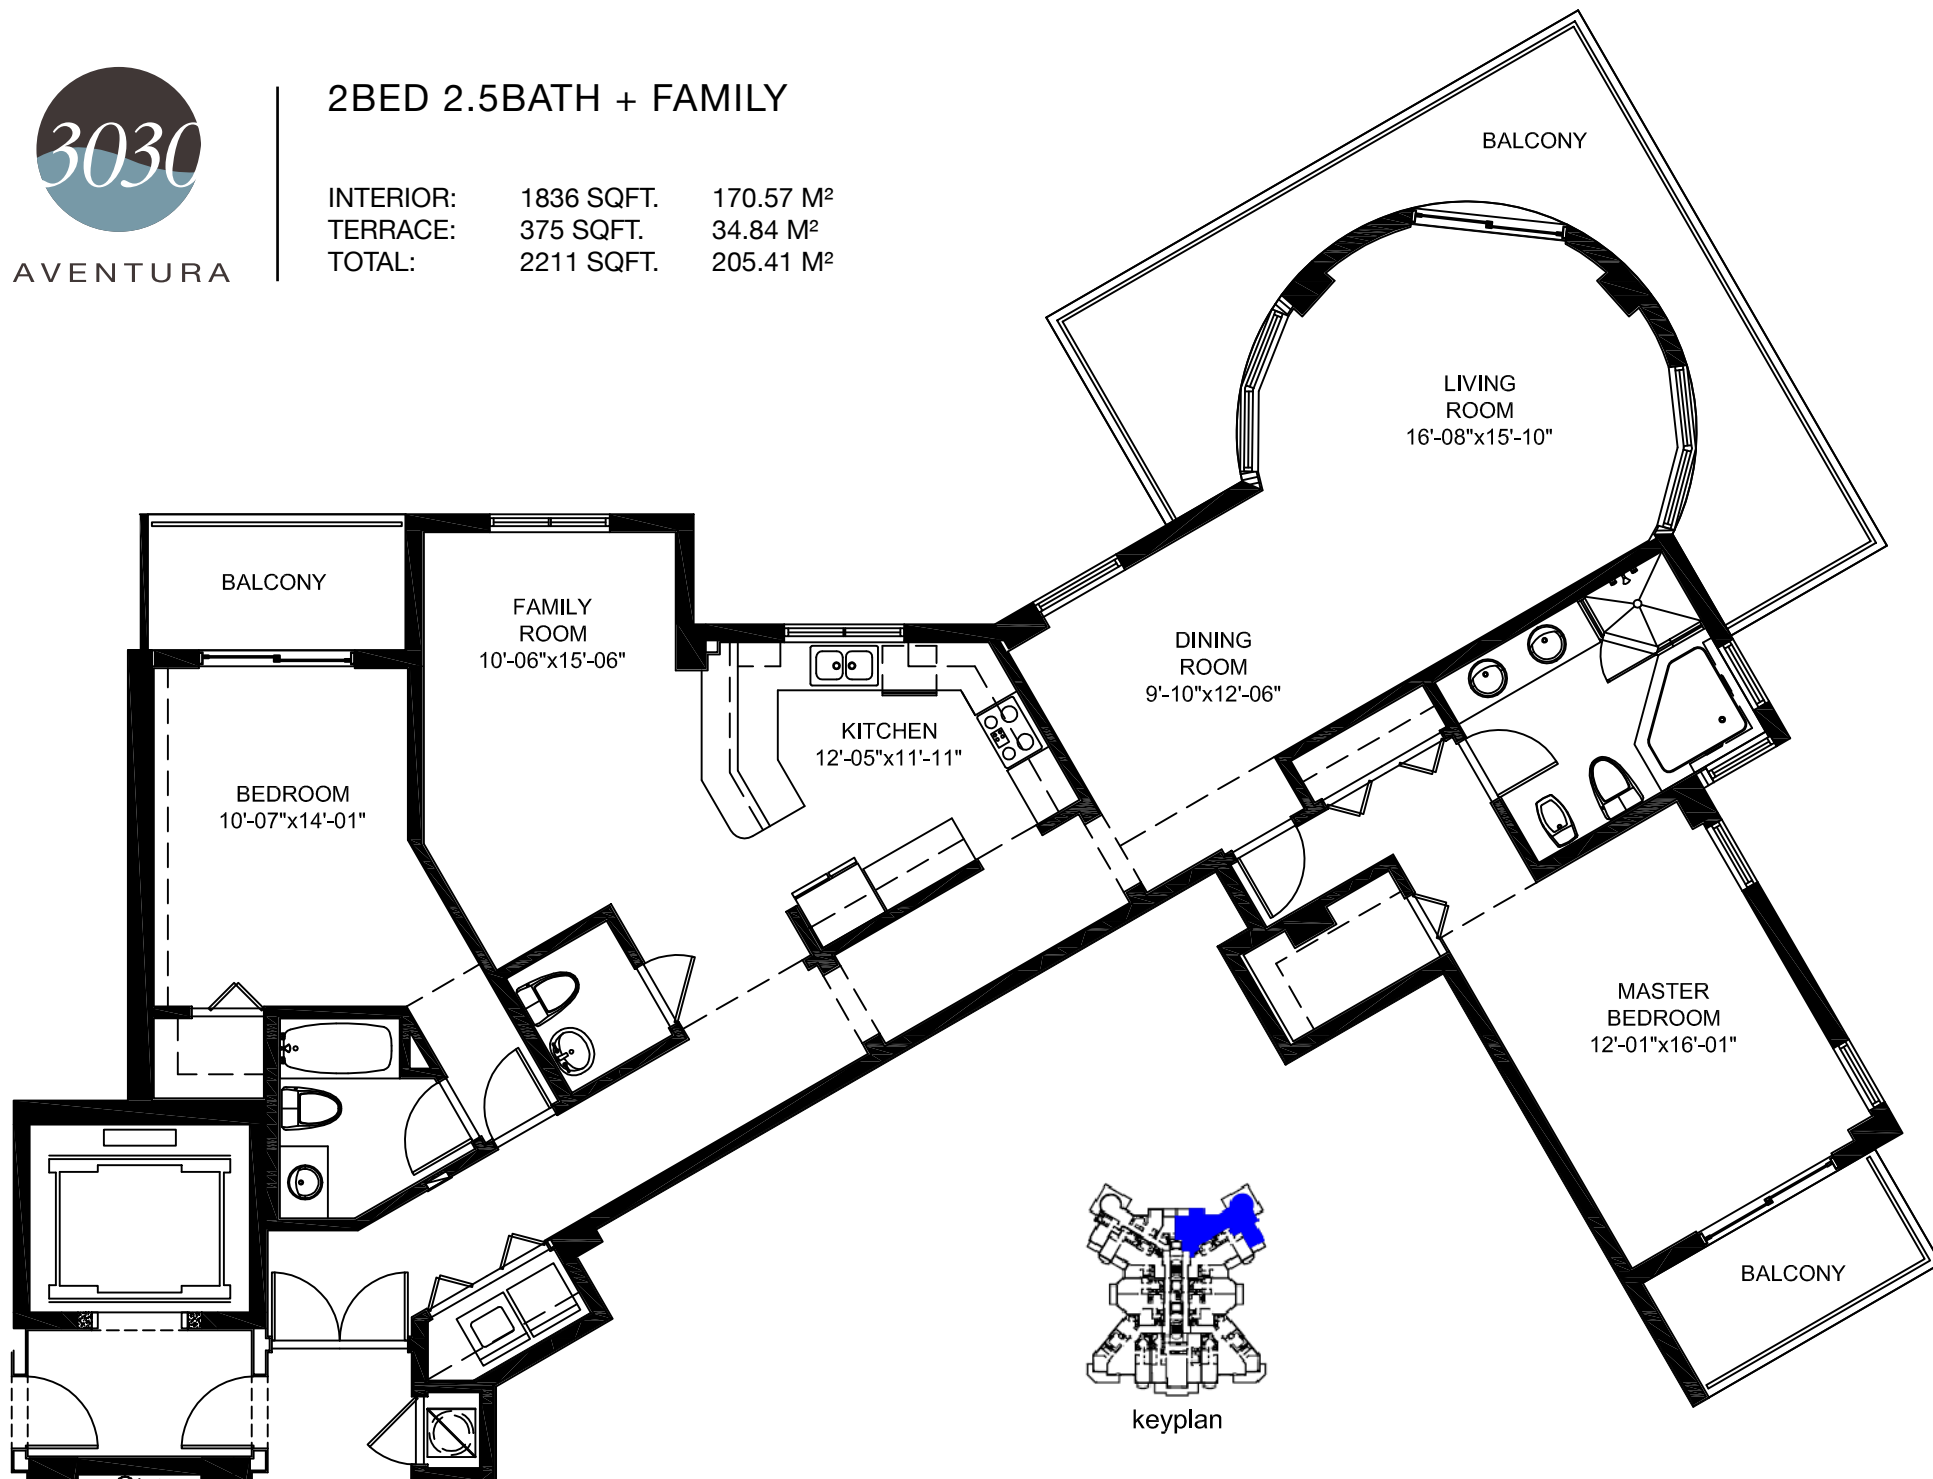 3030
AVENTURA
2BED 2.5BATH + FAMILY
INTERIOR: 1836 SQFT. 170.57 M²
TERRACE: 375 SQFT. 34.84 M²
TOTAL: 2211 SQFT. 205.41 M²
BALCONY
LIVING
ROOM
16'-08"x15'-10"
BALCONY
FAMILY
ROOM
10'-06"x15'-06"
DINING
ROOM
9'-10"x12'-06"
KITCHEN
12'-05"x11'-11"
BEDROOM
10'-07"x14'-01"
MASTER
BEDROOM
12'-01"x16'-01"
BALCONY
keyplan